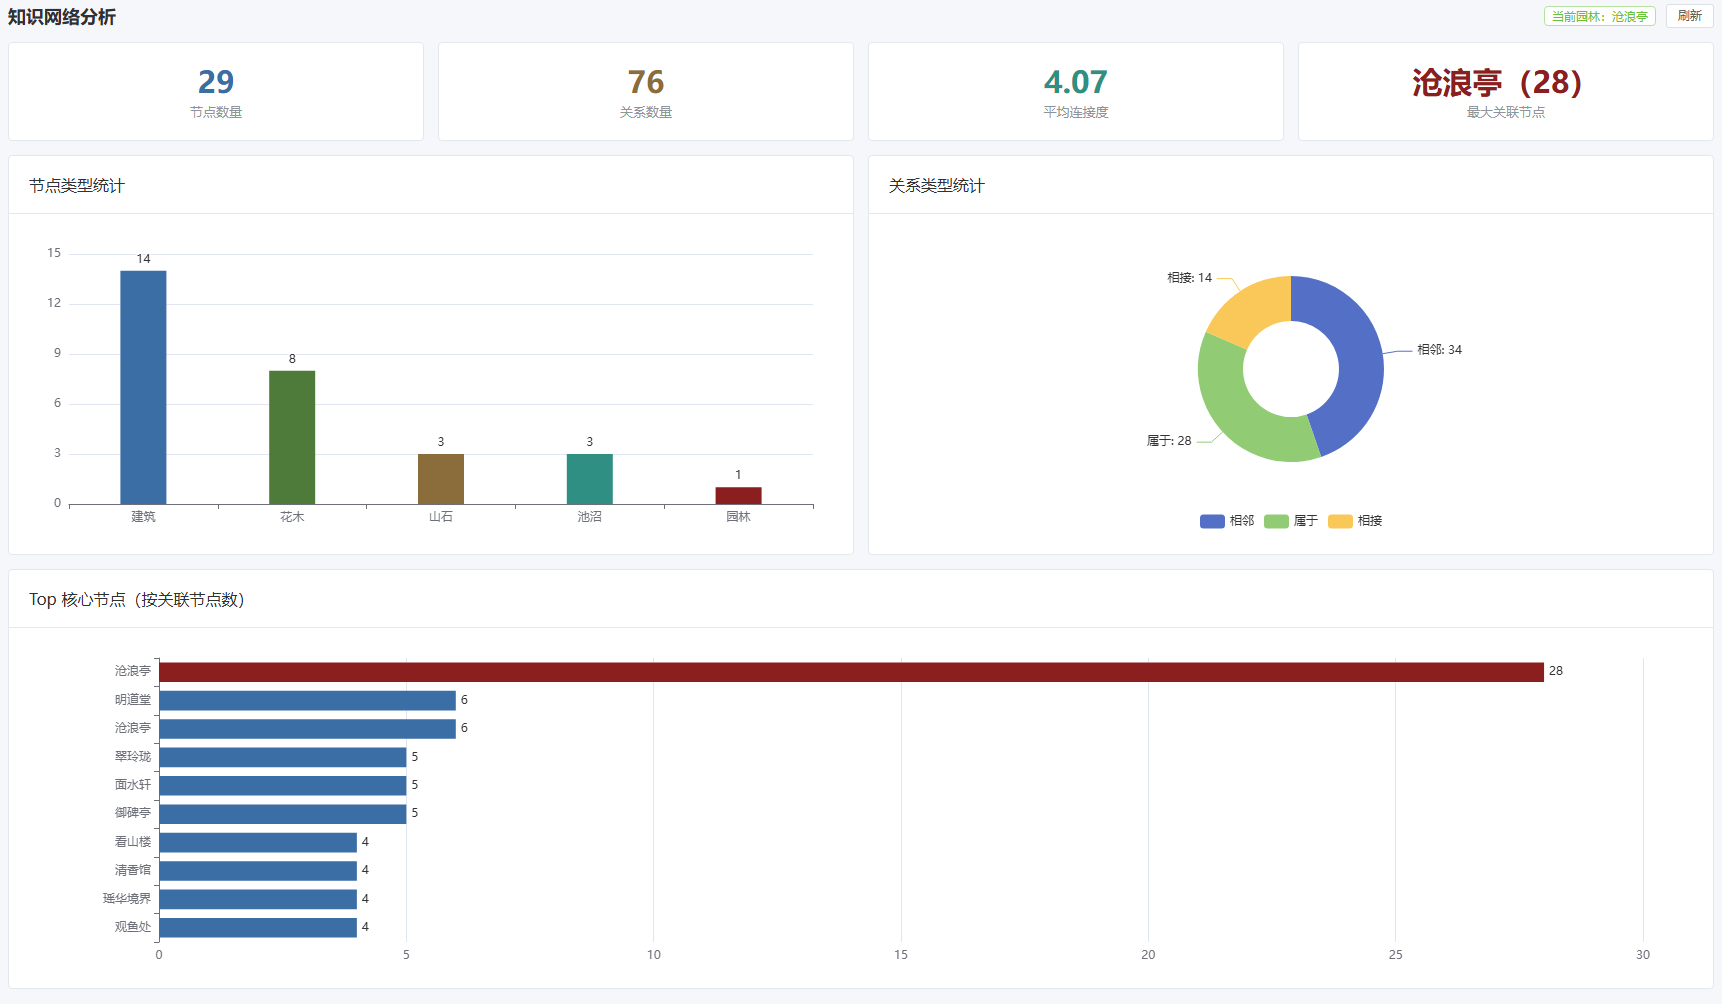 知识网络分析
当前园林：沧浪亭
刷新
29
节点数量
76
关系数量
4.07
平均连接度
沧浪亭（28）
最大关联节点
节点类型统计
15
12
9
6
3
0
14
8
3
3
1
建筑
花木
山石
池沼
园林
关系类型统计
相接: 14
相邻: 34
属于: 28
相邻
属于
相接
Top 核心节点（按关联节点数）
沧浪亭 28
明道堂 6
沧浪亭 6
翠玲珑 5
面水轩 5
御碑亭 5
看山楼 4
清香馆 4
瑶华境界 4
观鱼处 4
0 5 10 15 20 25 30